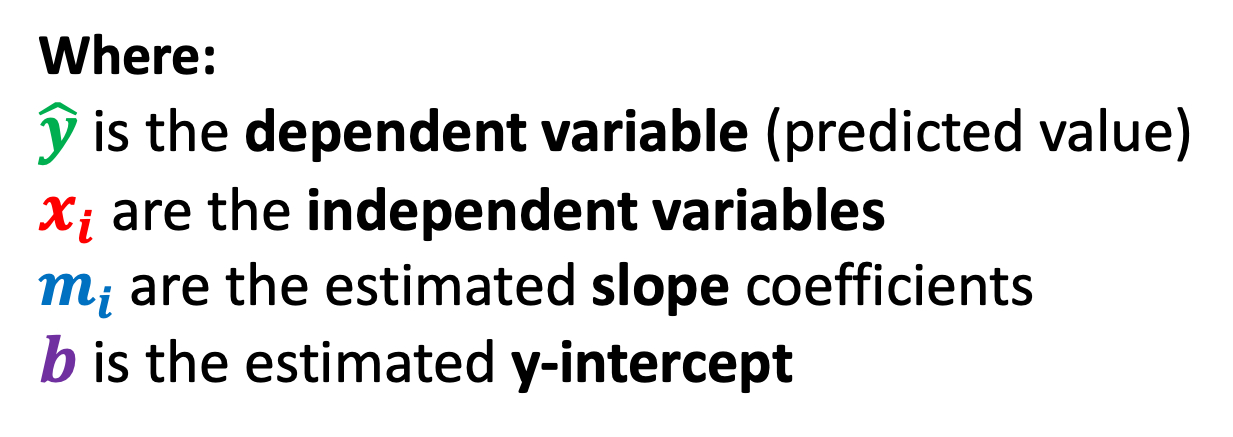 Where:
ŷ is the dependent variable (predicted value)
xᵢ are the independent variables
mᵢ are the estimated slope coefficients
b is the estimated y-intercept